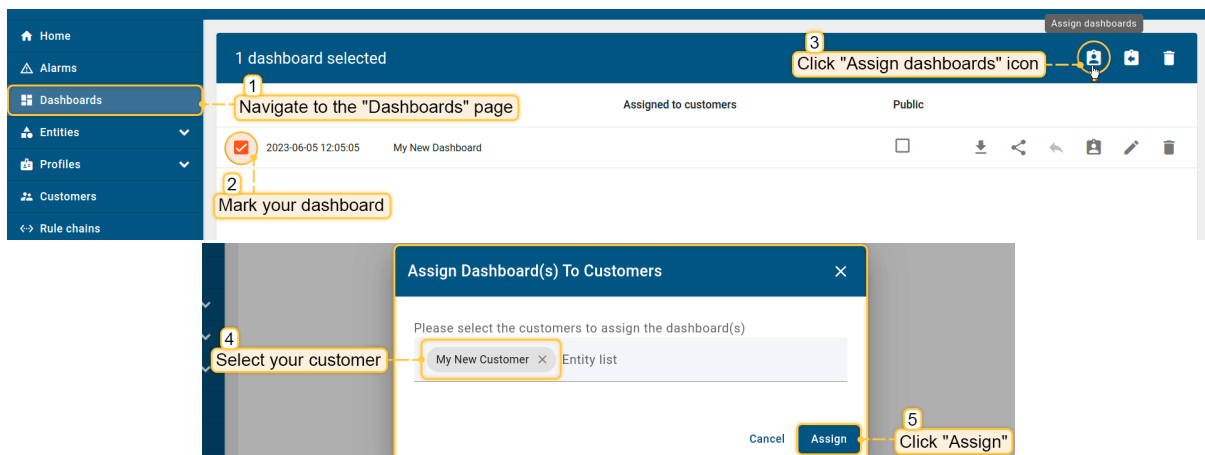 Assign dashboards
Home
Alarms
Dashboards
Entities
Profiles
Customers
Rule chains
1 dashboard selected
3
Click "Assign dashboards" icon
1
Navigate to the "Dashboards" page
Assigned to customers
Public
2023-06-05 12:05:05
My New Dashboard
2
Mark your dashboard
Assign Dashboard(s) To Customers
Please select the customers to assign the dashboard(s)
4
Select your customer
My New Customer
Entity list
5
Cancel
Assign
Click "Assign"